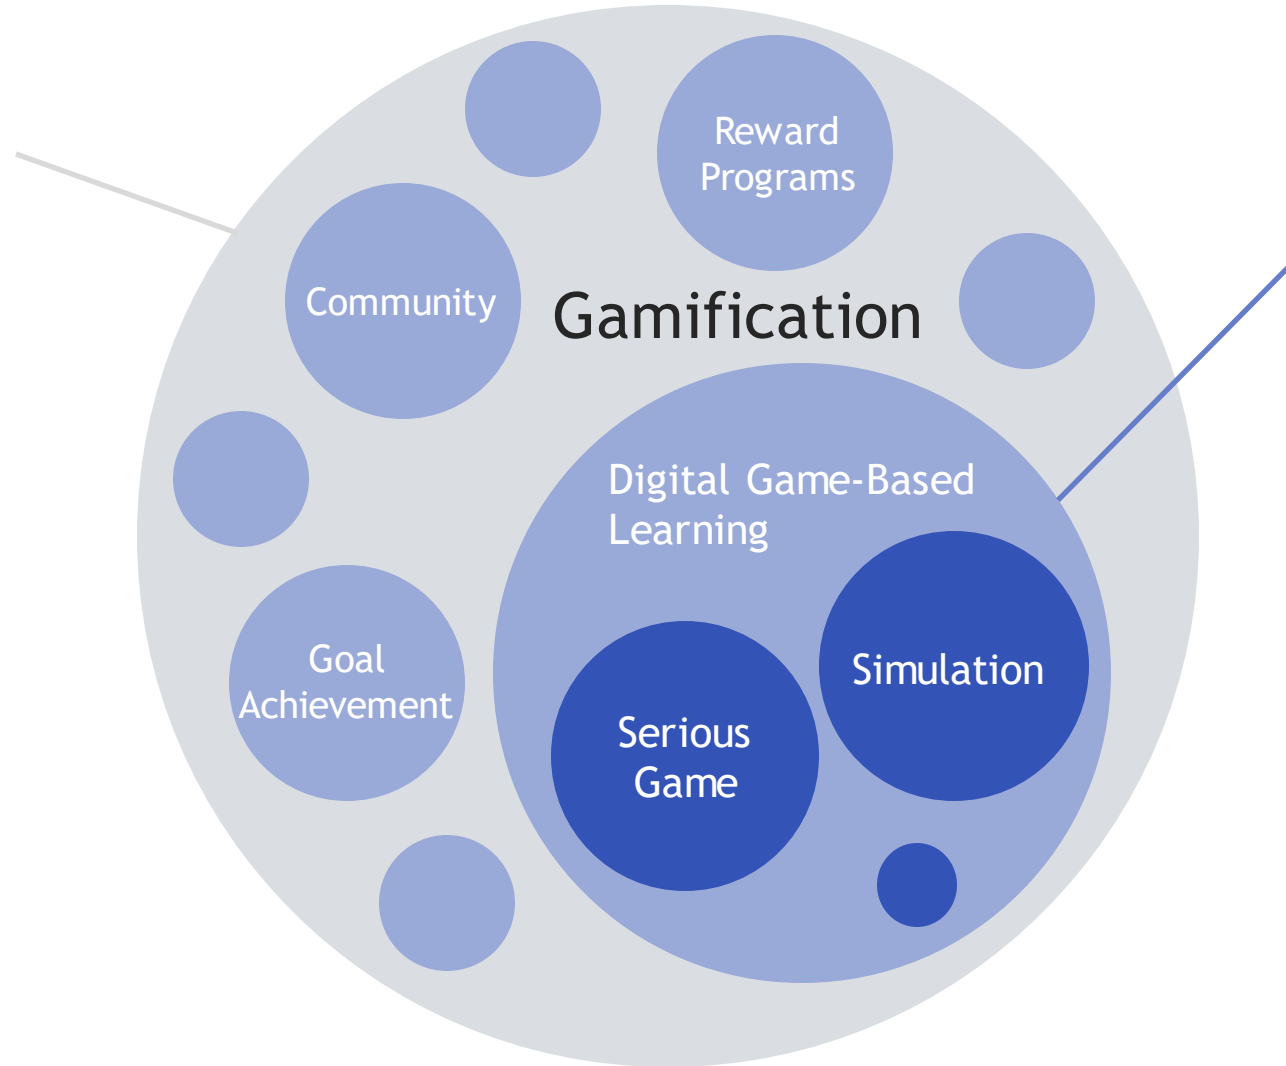 Reward
Programs
Community
Gamification
Digital Game-Based
Learning
Goal
Achievement
Simulation
Serious
Game